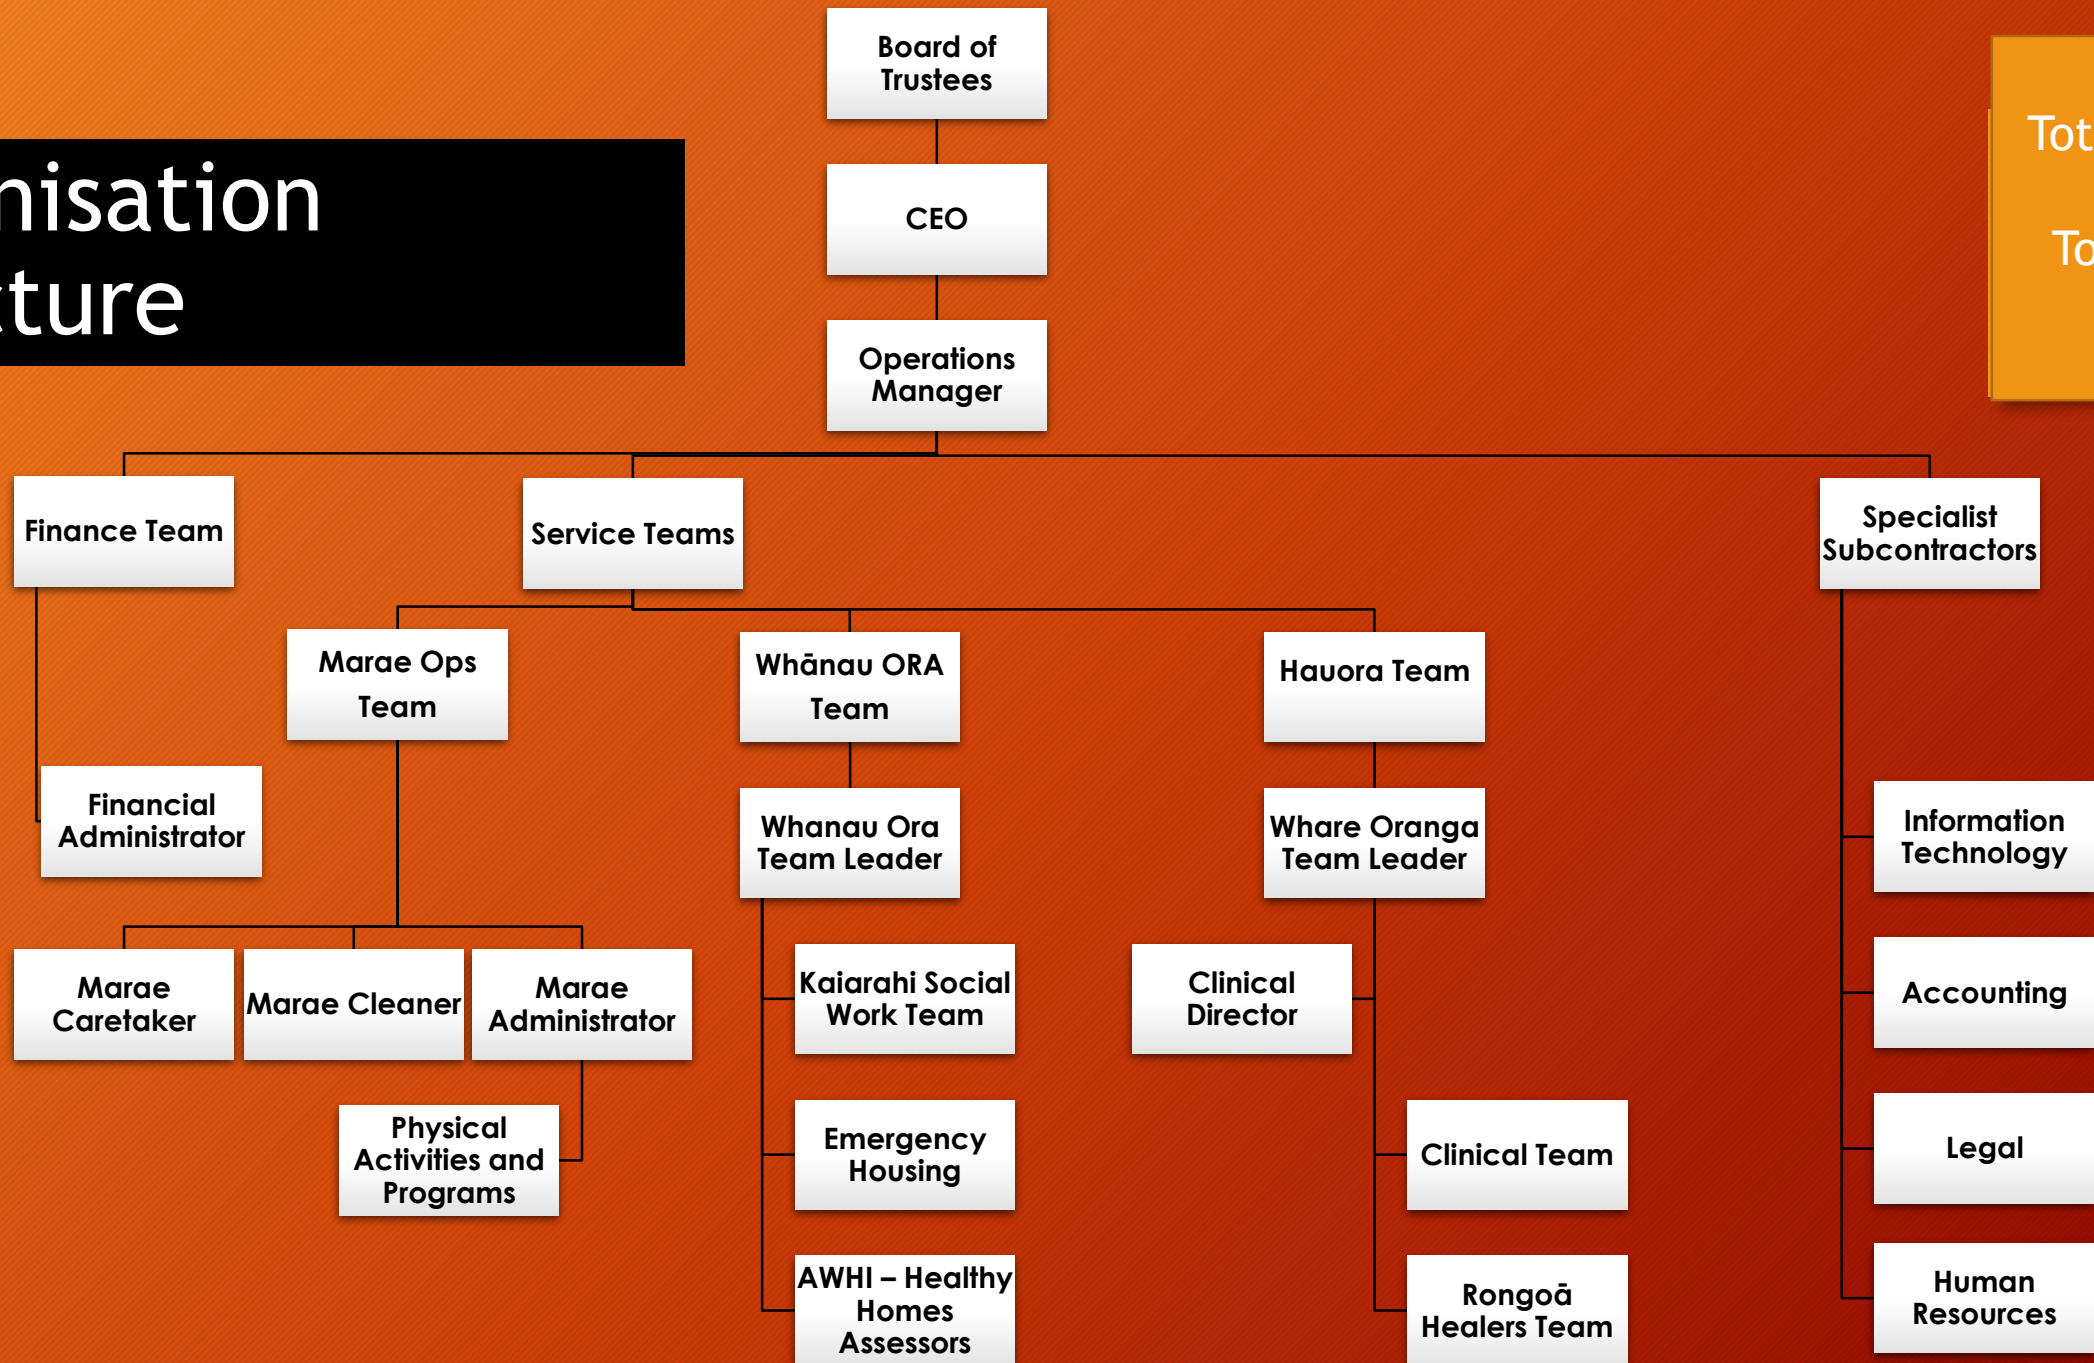 Board of
Trustees
nisation
cture
CEO
Operations
Manager
Tot
To
Finance Team
Service Teams
Specialist
Subcontractors
Marae Ops
Team
Whānau ORA
Team
Hauora Team
Financial
Administrator
Whanau Ora
Team Leader
Whare Oranga
Team Leader
Information
Technology
Marae
Caretaker
Marae Cleaner
Marae
Administrator
Kaiarahi Social
Work Team
Clinical
Director
Accounting
Physical
Activities and
Programs
Emergency
Housing
Clinical Team
Legal
AWHI – Healthy
Homes
Assessors
Rongoā
Healers Team
Human
Resources